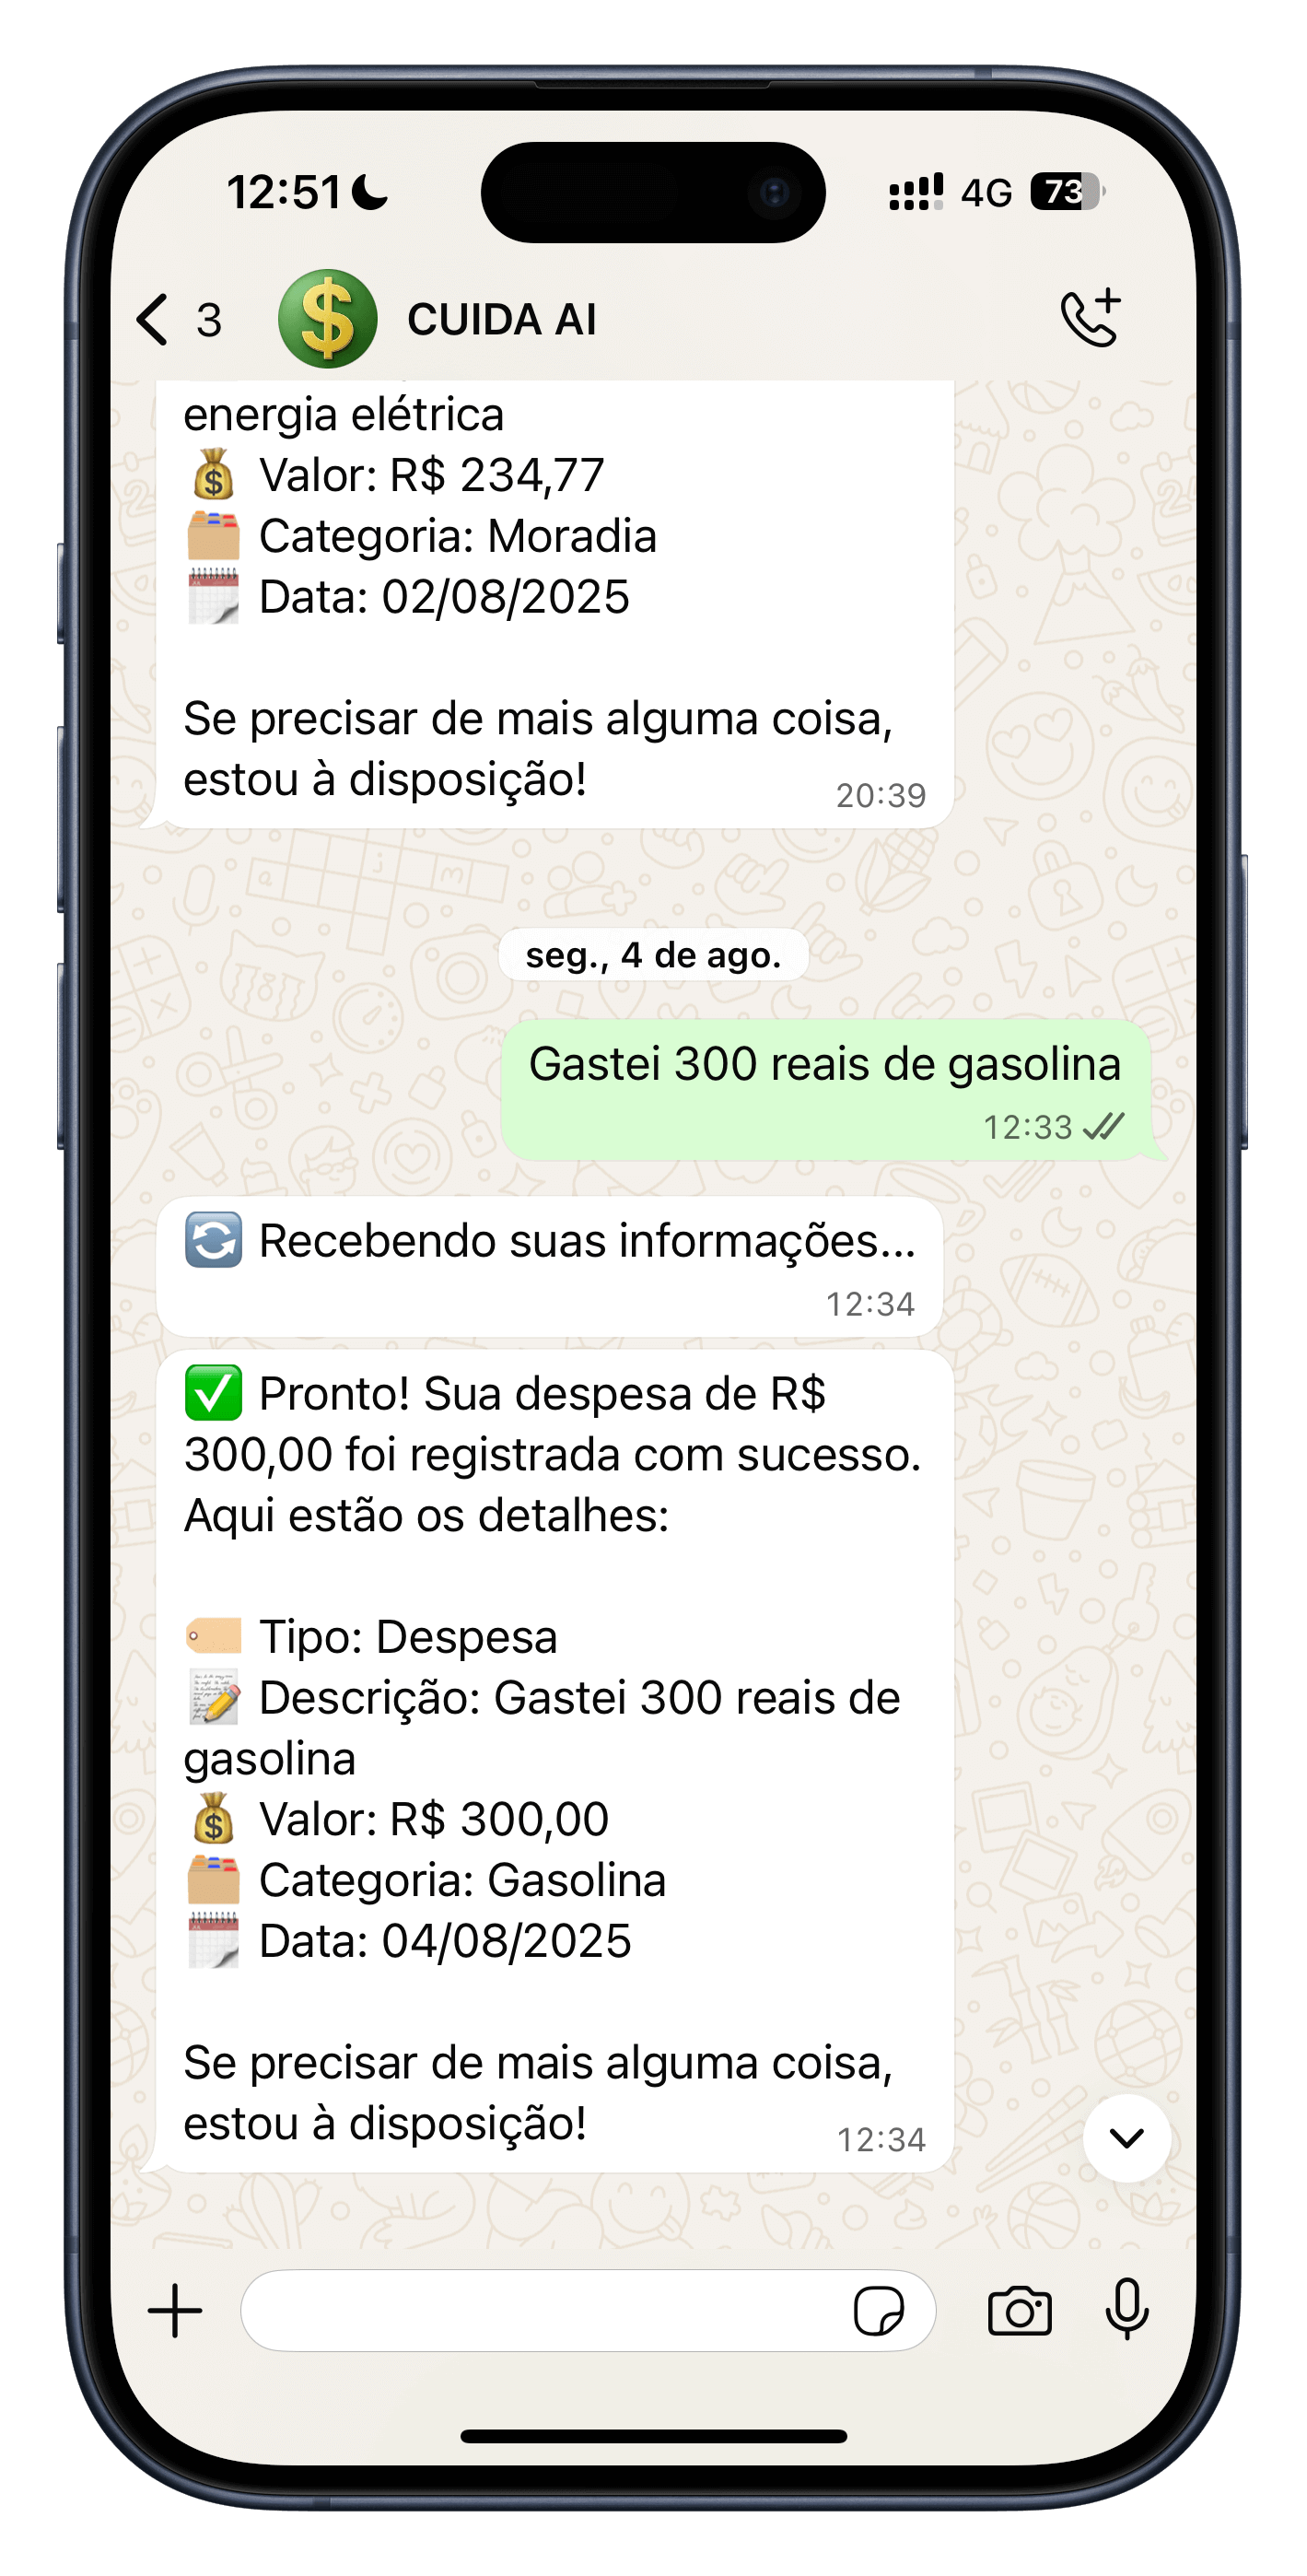 12:51
4G 73
3 CUIDA AI
energia elétrica
💰 Valor: R$ 234,77
🗂️ Categoria: Moradia
🗓️ Data: 02/08/2025
Se precisar de mais alguma coisa,
estou à disposição!
20:39
seg., 4 de ago.
Gastei 300 reais de gasolina
12:33
🔄 Recebendo suas informações...
12:34
✅ Pronto! Sua despesa de R$
300,00 foi registrada com sucesso.
Aqui estão os detalhes:
🏷️ Tipo: Despesa
📝 Descrição: Gastei 300 reais de
gasolina
💰 Valor: R$ 300,00
🗂️ Categoria: Gasolina
🗓️ Data: 04/08/2025
Se precisar de mais alguma coisa,
estou à disposição!
12:34